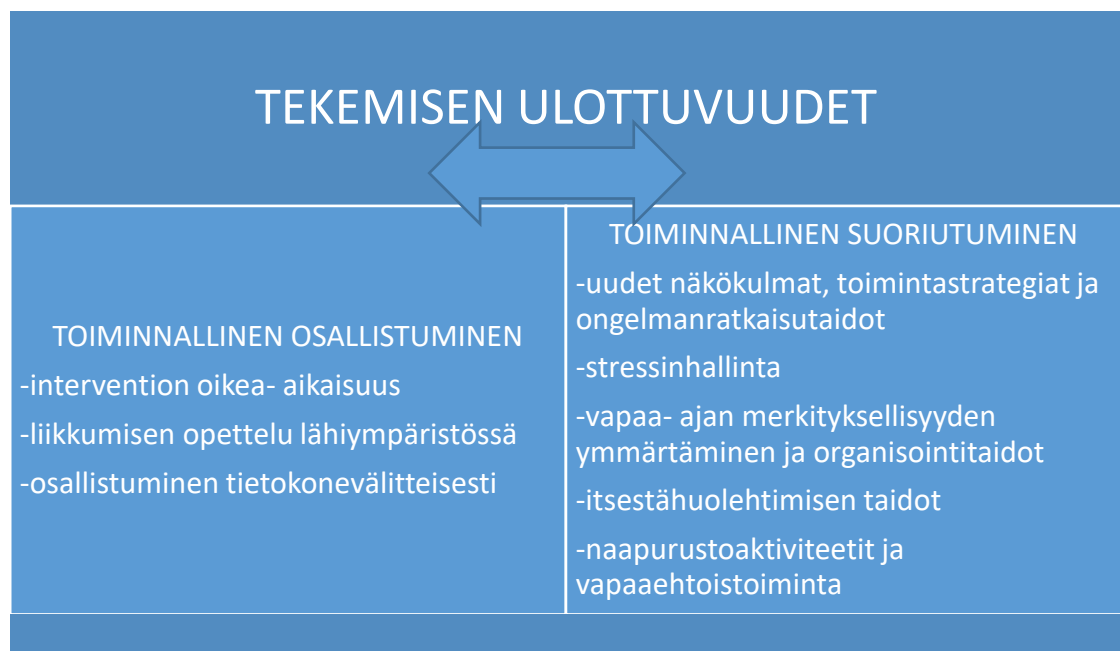 TEKEMISEN ULOTTUVUUDET
TOIMINNALLINEN OSALLISTUMINEN
-intervention oikea- aikaisuus
-liikkumisen opettelu lähiympäristössä
-osallistuminen tietokonevälitteisesti
TOIMINNALLINEN SUORIUTUMINEN
-uudet näkökulmat, toimintastrategiat ja
ongelmanratkaisutaidot
-stressinhallinta
-vapaa- ajan merkityksellisyyden
ymmärtäminen ja organisointitaidot
-itsestähuolehtimisen taidot
-naapurustoaktiviteetit ja
vapaaehtoistoiminta